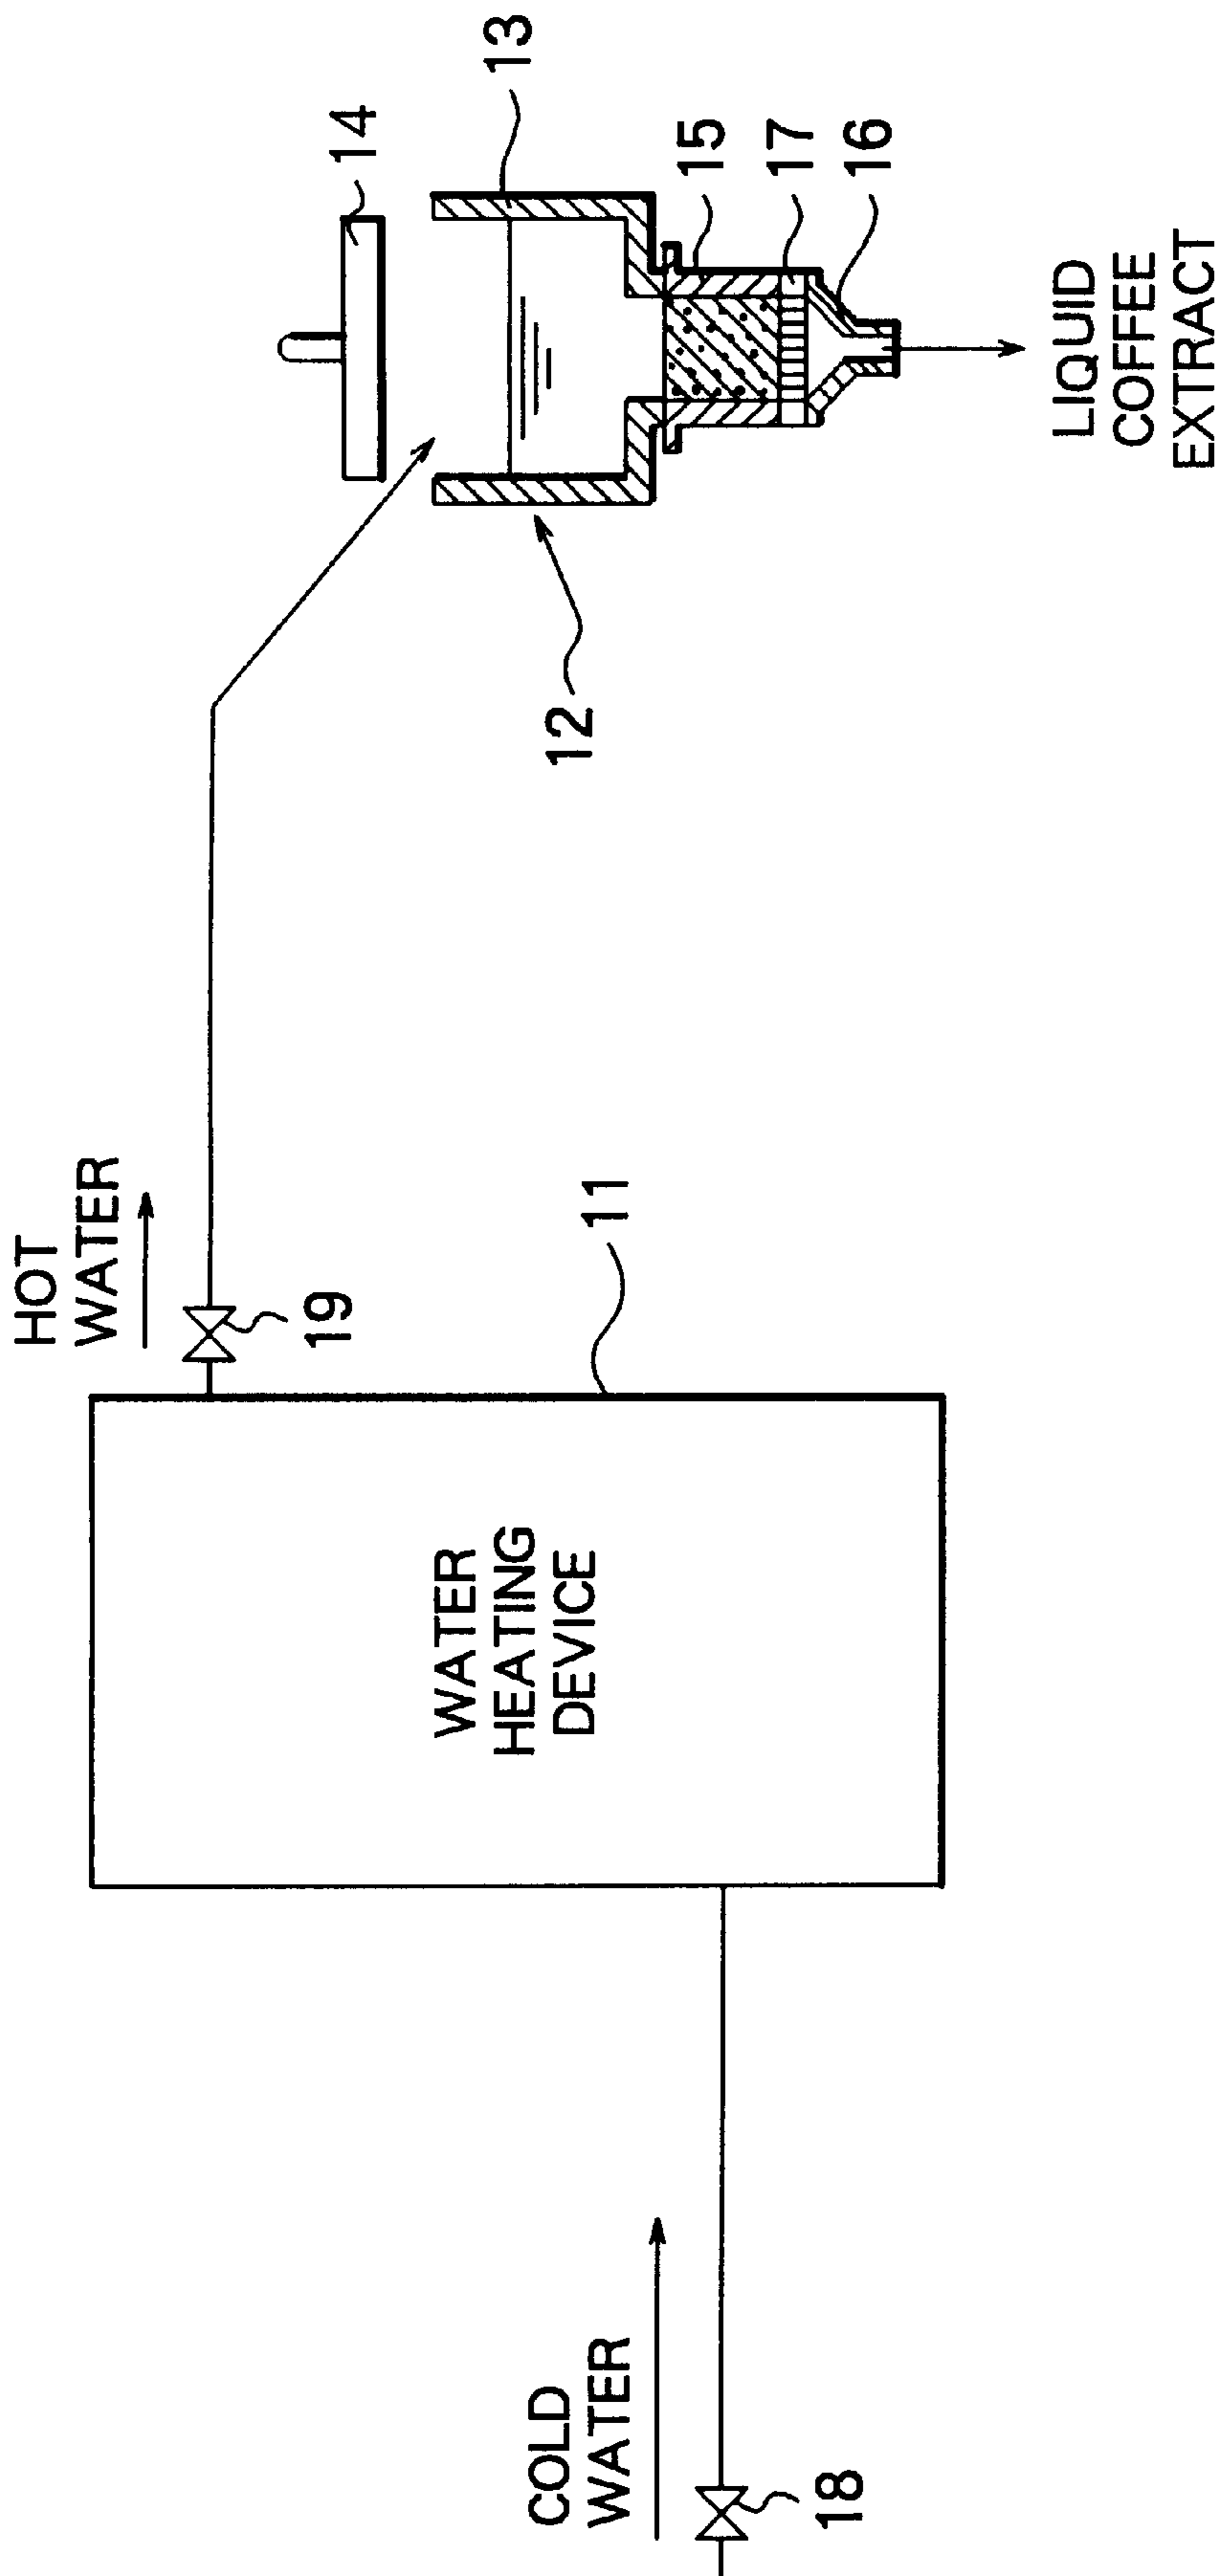 COLD
WATER
18
WATER
HEATING
DEVICE
11
HOT
WATER
19
12
14
13
15
17
16
LIQUID
COFFEE
EXTRACT